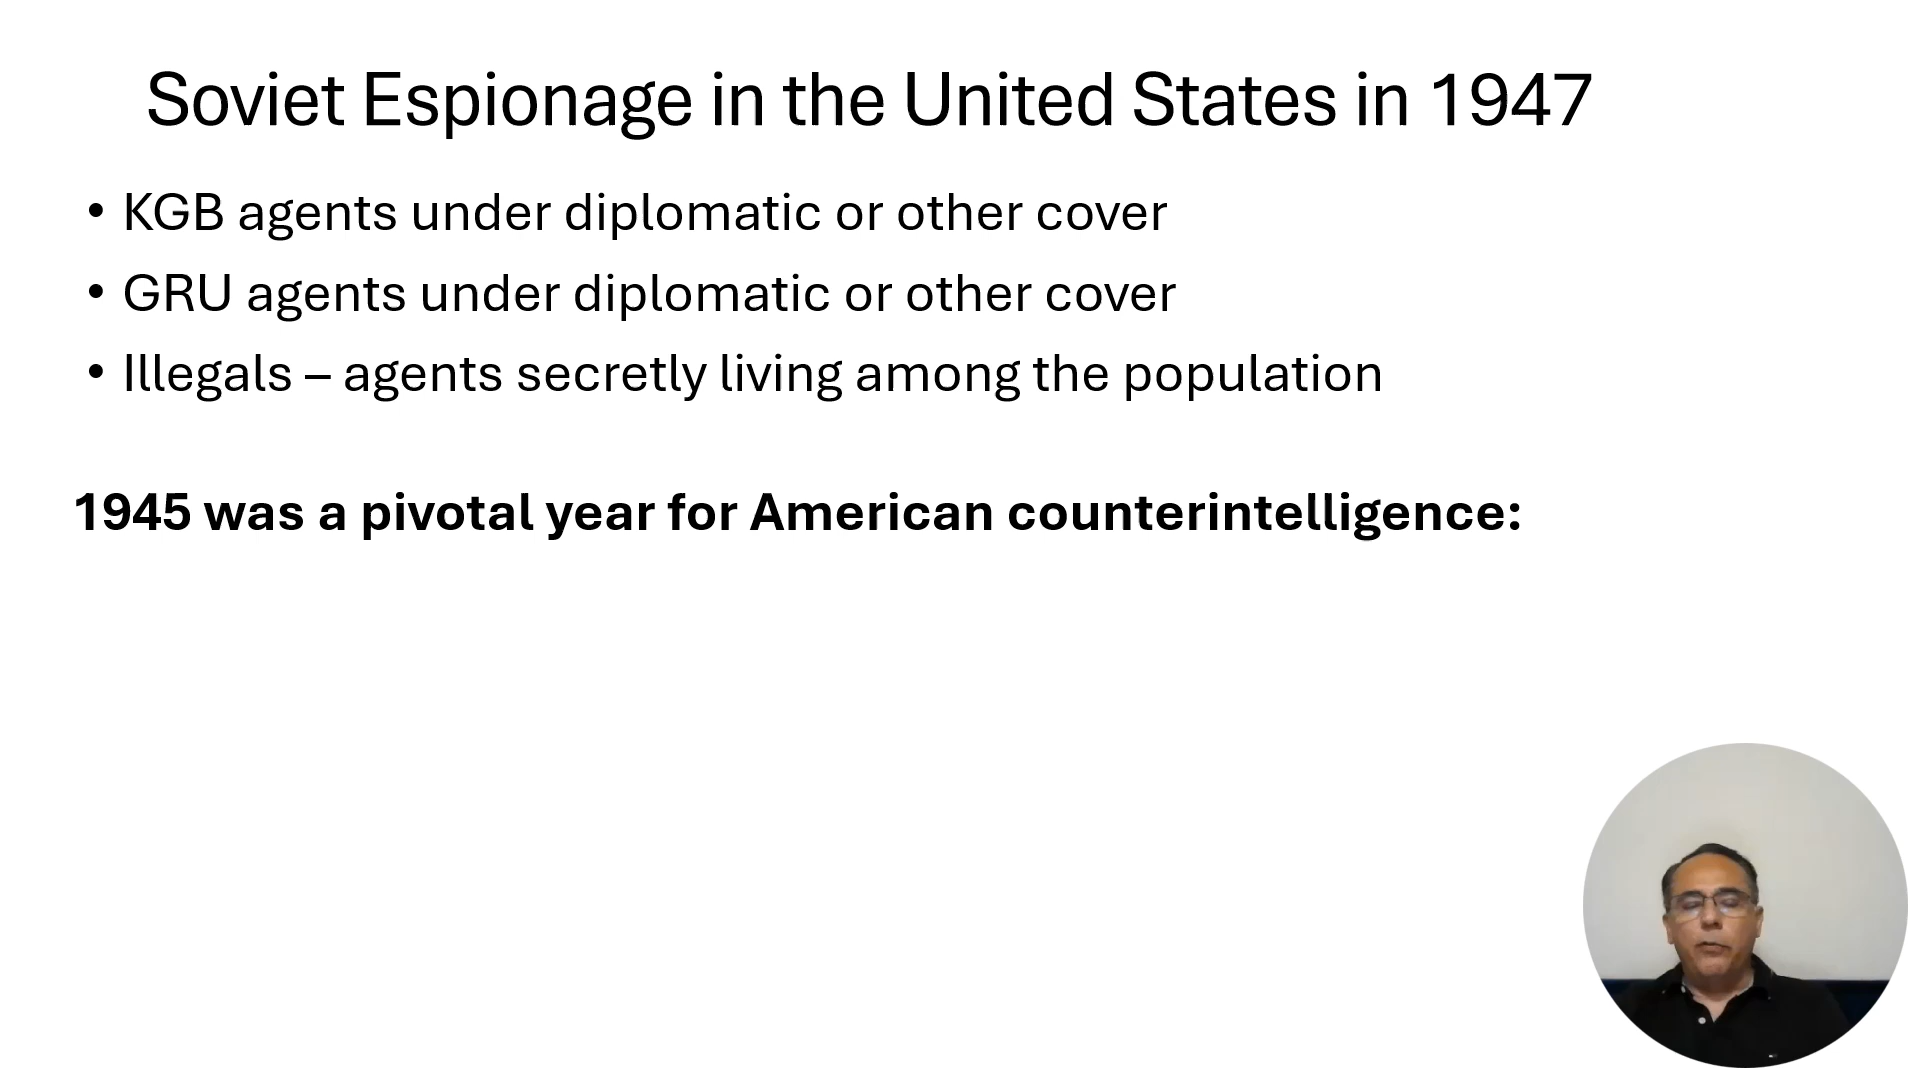 Soviet Espionage in the United States in 1947
• KGB agents under diplomatic or other cover
• GRU agents under diplomatic or other cover
• Illegals – agents secretly living among the population
1945 was a pivotal year for American counterintelligence: